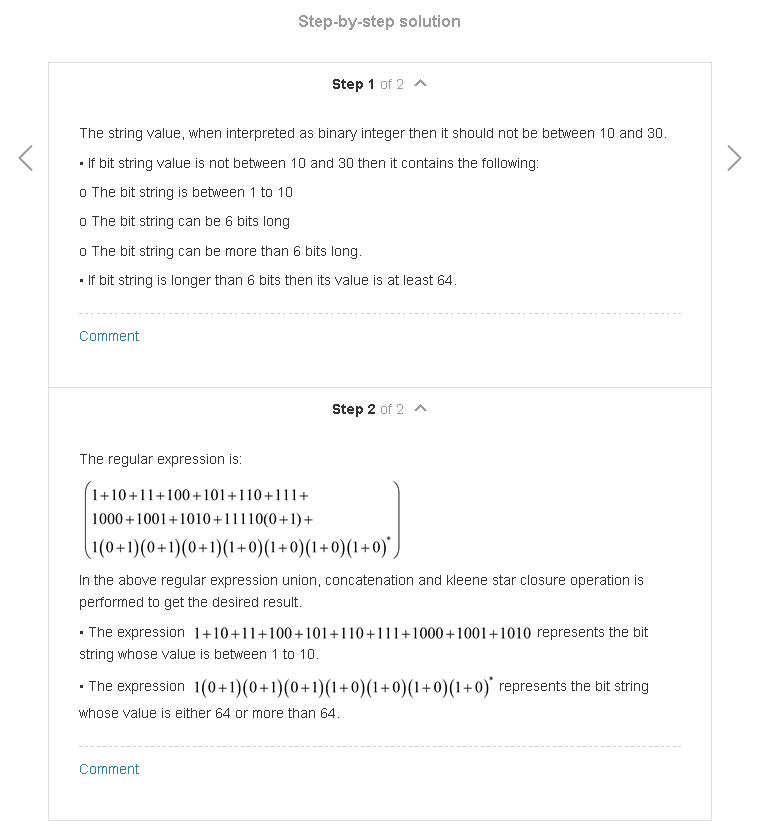 Step-by-step solution
Step 1 of 2
The string value, when interpreted as binary integer then it should not be between 10 and 30.
▪ If bit string value is not between 10 and 30 then it contains the following:
o The bit string is between 1 to 10
o The bit string can be 6 bits long
o The bit string can be more than 6 bits long.
▪ If bit string is longer than 6 bits then its value is at least 64.
Comment
Step 2 of 2
The regular expression is:
1+10+11+100+101+110+111+
1000+1001+1010+11110(0+1)+
1(0+1)(0+1)(0+1)(1+0)(1+0)(1+0)(1+0)*
In the above regular expression union, concatenation and kleene star closure operation is
performed to get the desired result.
▪ The expression 1+10+11+100+101+110+111+1000+1001+1010 represents the bit
string whose value is between 1 to 10.
▪ The expression 1(0+1)(0+1)(0+1)(1+0)(1+0)(1+0)(1+0)* represents the bit string
whose value is either 64 or more than 64.
Comment